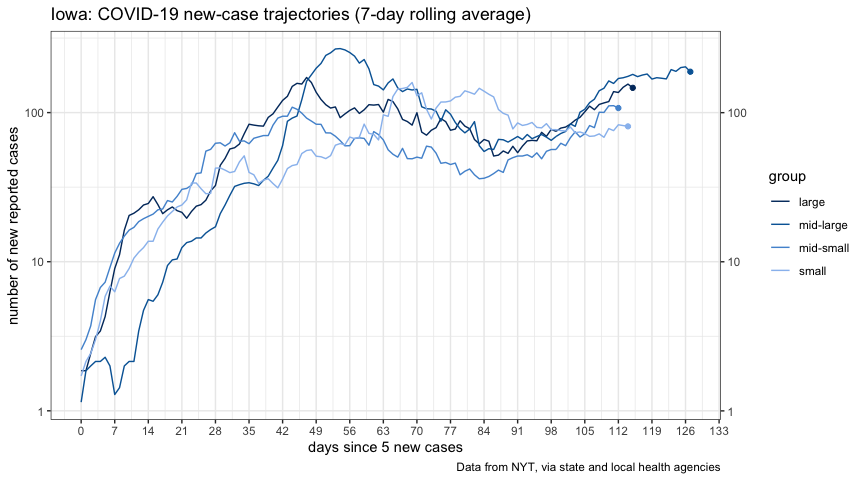 Iowa: COVID-19 new-case trajectories (7-day rolling average)
number of new reported cases
100
10
1
100
10
1
0 7 14 21 28 35 42 49 56 63 70 77 84 91 98 105 112 119 126 133
days since 5 new cases
group
large
mid-large
mid-small
small
Data from NYT, via state and local health agencies